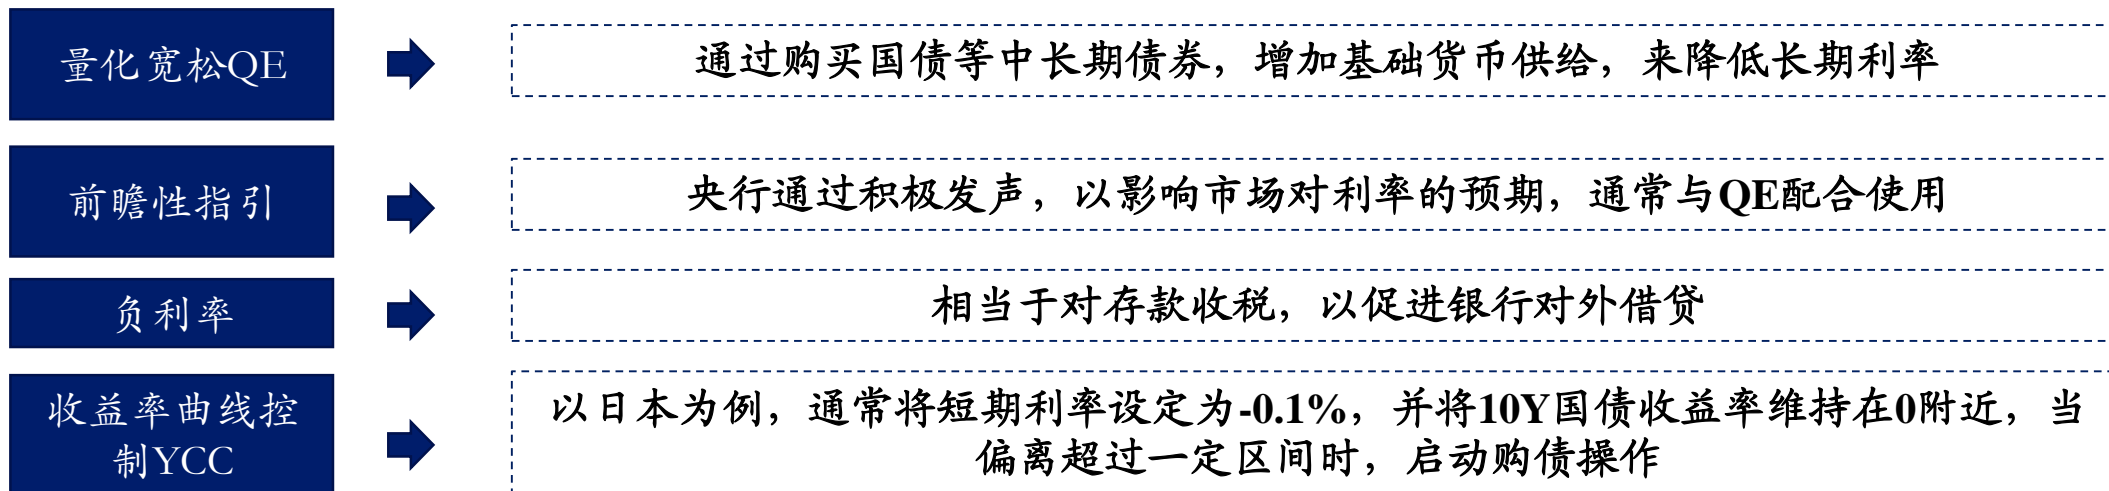 量化宽松QE
通过购买国债等中长期债券，增加基础货币供给，来降低长期利率
前瞻性指引
央行通过积极发声，以影响市场对利率的预期，通常与QE配合使用
负利率
相当于对存款收税，以促进银行对外借贷
收益率曲线控
制YCC
以日本为例，通常将短期利率设定为-0.1%，并将10Y国债收益率维持在0附近，当
偏离超过一定区间时，启动购债操作